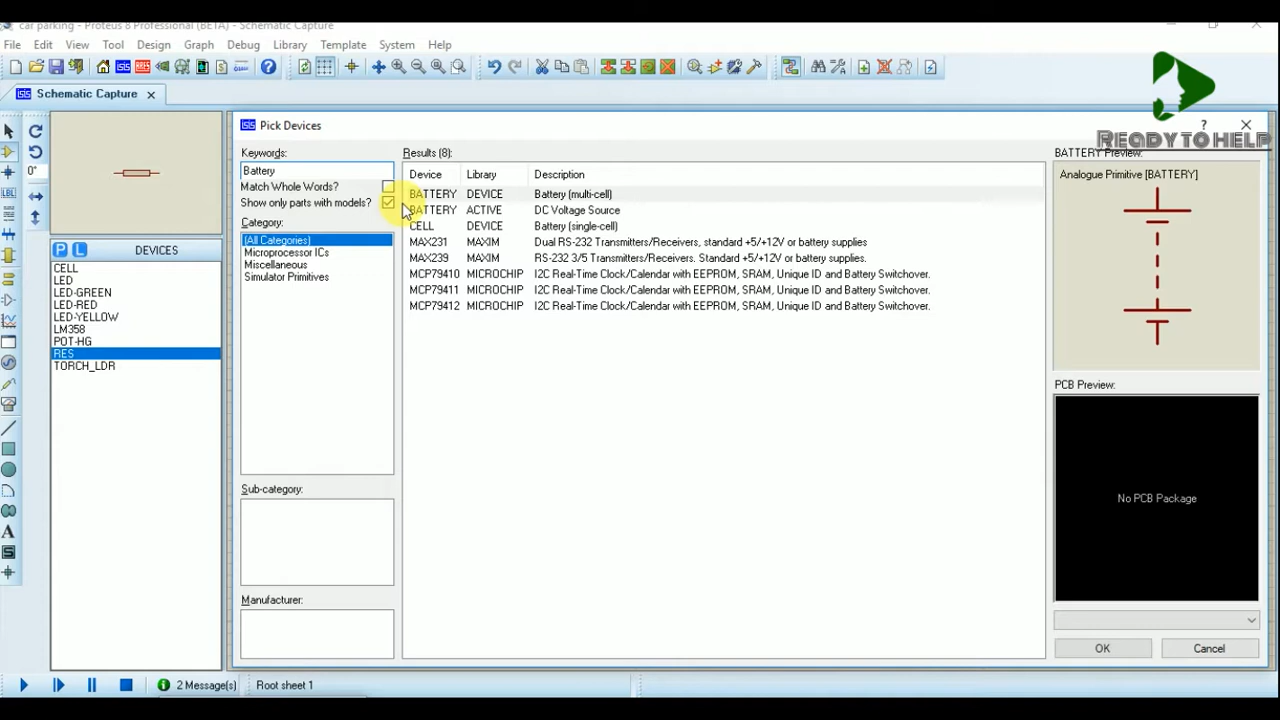 car parking - Proteus 8 Professional (BETA) - Schematic Capture
File Edit View Tool Design Graph Debug Library Template System Help
Schematic Capture
READY TO HELP
Pick Devices
Keywords:
Battery
Match Whole Words?
Show only parts with models?
Category:
(All Categories)
Microprocessor ICs
Miscellaneous
Simulator Primitives
Sub-category:
Manufacturer:
Results (8):
Device Library Description
BATTERY DEVICE Battery (multi-cell)
BATTERY ACTIVE DC Voltage Source
CELL DEVICE Battery (single-cell)
MAX231 MAXIM Dual RS-232 Transmitters/Receivers, standard +5/+12V or battery supplies
MAX239 MAXIM RS-232 3/5 Transmitters/Receivers. Standard +5/+12V or battery supplies.
MCP79410 MICROCHIP I2C Real-Time Clock/Calendar with EEPROM, SRAM, Unique ID and Battery Switchover.
MCP79411 MICROCHIP I2C Real-Time Clock/Calendar with EEPROM, SRAM, Unique ID and Battery Switchover.
MCP79412 MICROCHIP I2C Real-Time Clock/Calendar with EEPROM, SRAM, Unique ID and Battery Switchover.
BATTERY Preview:
Analogue Primitive [BATTERY]
PCB Preview:
No PCB Package
OK Cancel
0°
LBL
P L DEVICES
CELL
LED
LED-GREEN
LED-RED
LED-YELLOW
LM358
POT-HG
RES
TORCH_LDR
A
2 Message(s) Root sheet 1